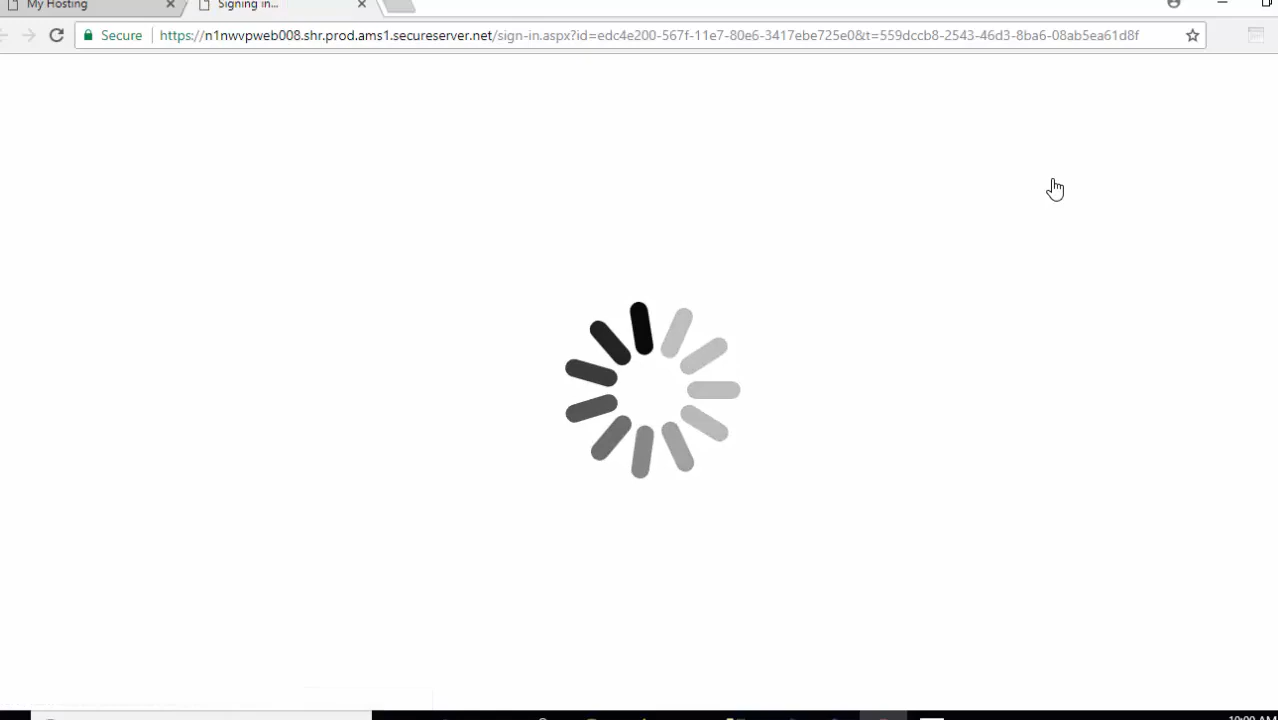 My Hosting
Signing in...
Secure
https://n1nwvpweb008.shr.prod.ams1.secureserver.net/sign-in.aspx?id=edc4e200-567f-11e7-80e6-3417ebe725e0&t=559dccb8-2543-46d3-8ba6-08ab5ea61d8f